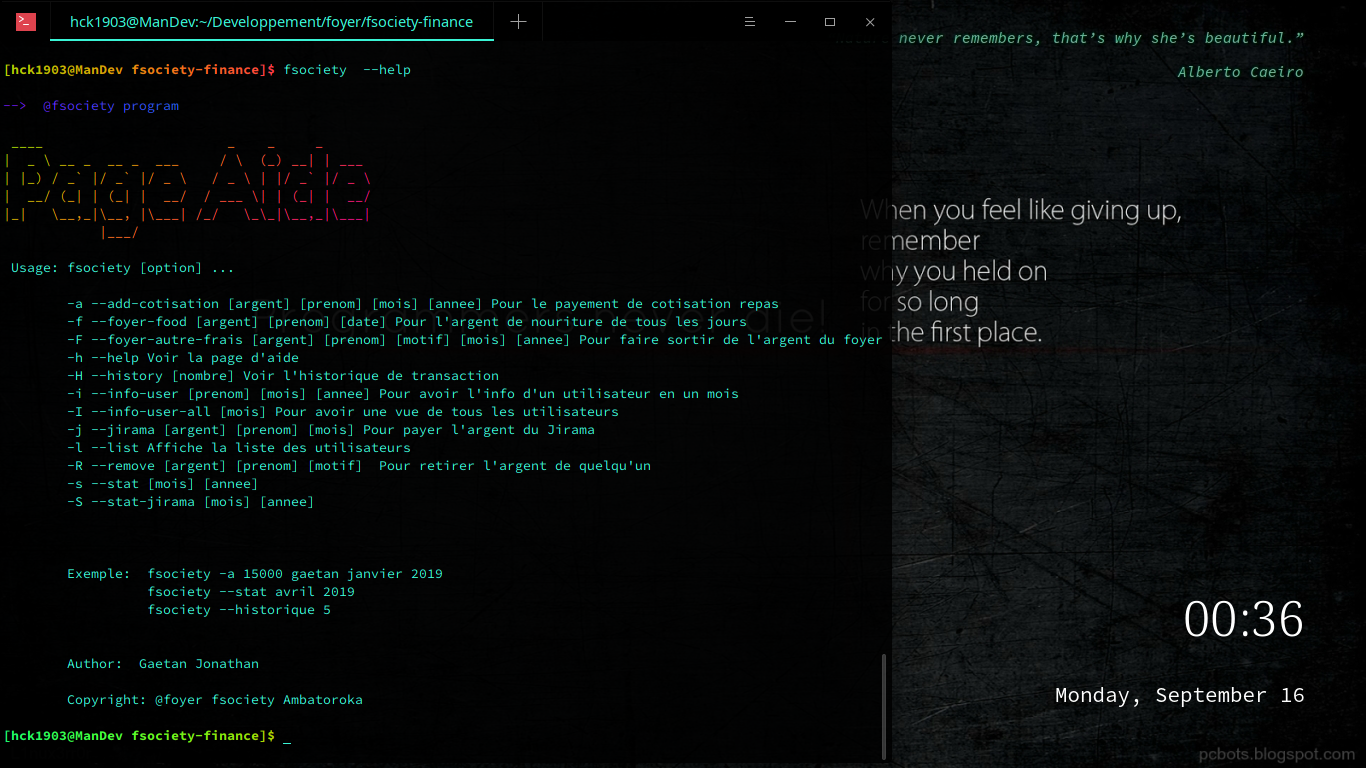 hck1903@ManDev:~/Developpement/foyer/fsociety-finance
[hck1903@ManDev fsociety-finance]$ fsociety  --help
-->  @fsociety program
Page Aide
Usage: fsociety [option] ...
-a --add-cotisation [argent] [prenom] [mois] [annee] Pour le payement de cotisation repas
-f --foyer-food [argent] [prenom] [date] Pour l'argent de nouriture de tous les jours
-F --foyer-autre-frais [argent] [prenom] [motif] [mois] [annee] Pour faire sortir de l'argent du foyer
-h --help Voir la page d'aide
-H --history [nombre] Voir l'historique de transaction
-i --info-user [prenom] [mois] [annee] Pour avoir l'info d'un utilisateur en un mois
-I --info-user-all [mois] Pour avoir une vue de tous les utilisateurs
-j --jirama [argent] [prenom] [mois] Pour payer l'argent du Jirama
-l --list Affiche la liste des utilisateurs
-R --remove [argent] [prenom] [motif]  Pour retirer l'argent de quelqu'un
-s --stat [mois] [annee]
-S --stat-jirama [mois] [annee]
Exemple:  fsociety -a 15000 gaetan janvier 2019
fsociety --stat avril 2019
fsociety --historique 5
Author:  Gaetan Jonathan
Copyright: @foyer fsociety Ambatoroka
[hck1903@ManDev fsociety-finance]$ _
never remembers, that's why she's beautiful.”
Alberto Caeiro
When you feel like giving up,
remember
why you held on
for so long
in the first place.
00:36
Monday, September 16
pcbots.blogspot.com